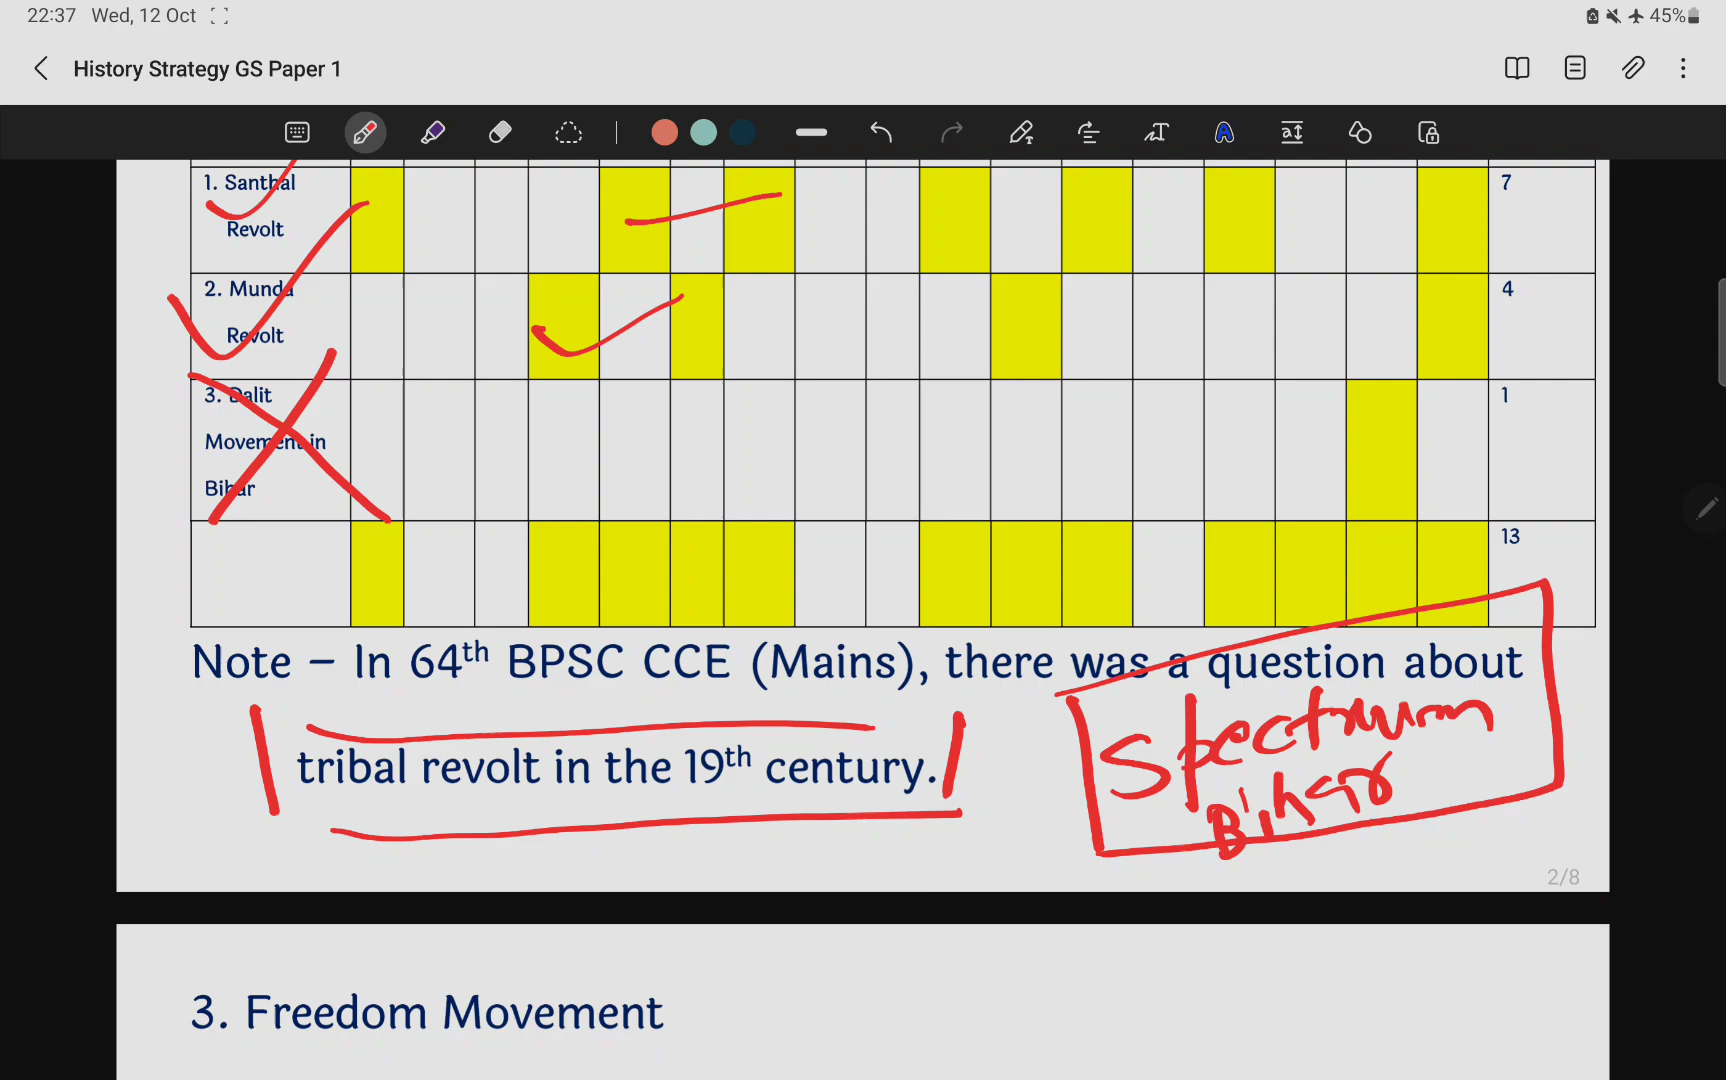 22:37 Wed, 12 Oct
45%
History Strategy GS Paper 1
1. Santhal
Revolt
7
2. Munda
Revolt
4
3. Dalit
Movement in
Bihar
1
13
Note – In 64th BPSC CCE (Mains), there was a question about
tribal revolt in the 19th century.
Spectrum
Bihar
2/8
3. Freedom Movement